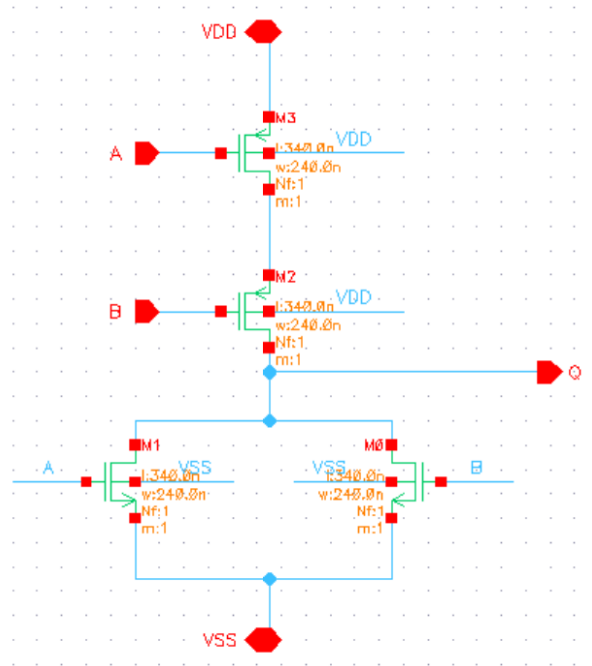 VDD
M3
VDD
A
l:340.0n
w:240.0n
Nf:1
m:1
M2
VDD
B
l:340.0n
w:240.0n
Nf:1
m:1
Q
M1
M0
A
VSS
VSS
B
l:340.0n
l:340.0n
w:240.0n
w:240.0n
Nf:1
Nf:1
m:1
m:1
VSS